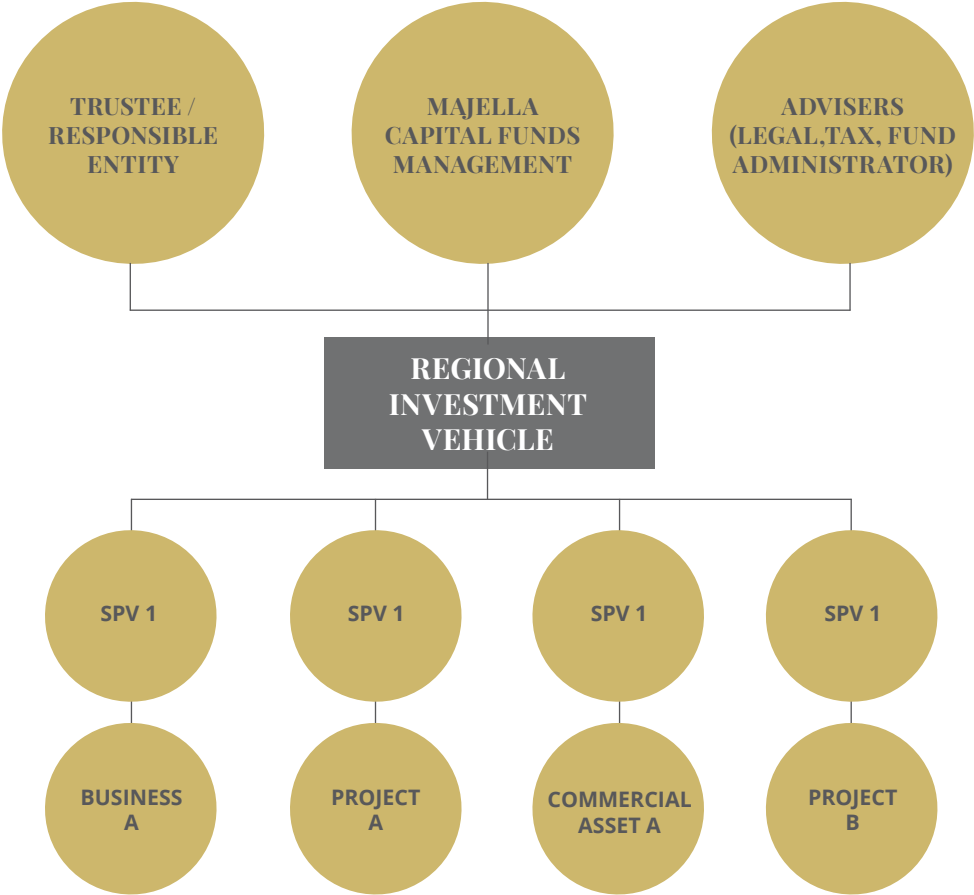 TRUSTEE /
RESPONSIBLE
ENTITY
MAJELLA
CAPITAL FUNDS
MANAGEMENT
ADVISERS
(LEGAL,TAX, FUND
ADMINISTRATOR)
REGIONAL
INVESTMENT
VEHICLE
SPV 1
SPV 1
SPV 1
SPV 1
BUSINESS
A
PROJECT
A
COMMERCIAL
ASSET A
PROJECT
B